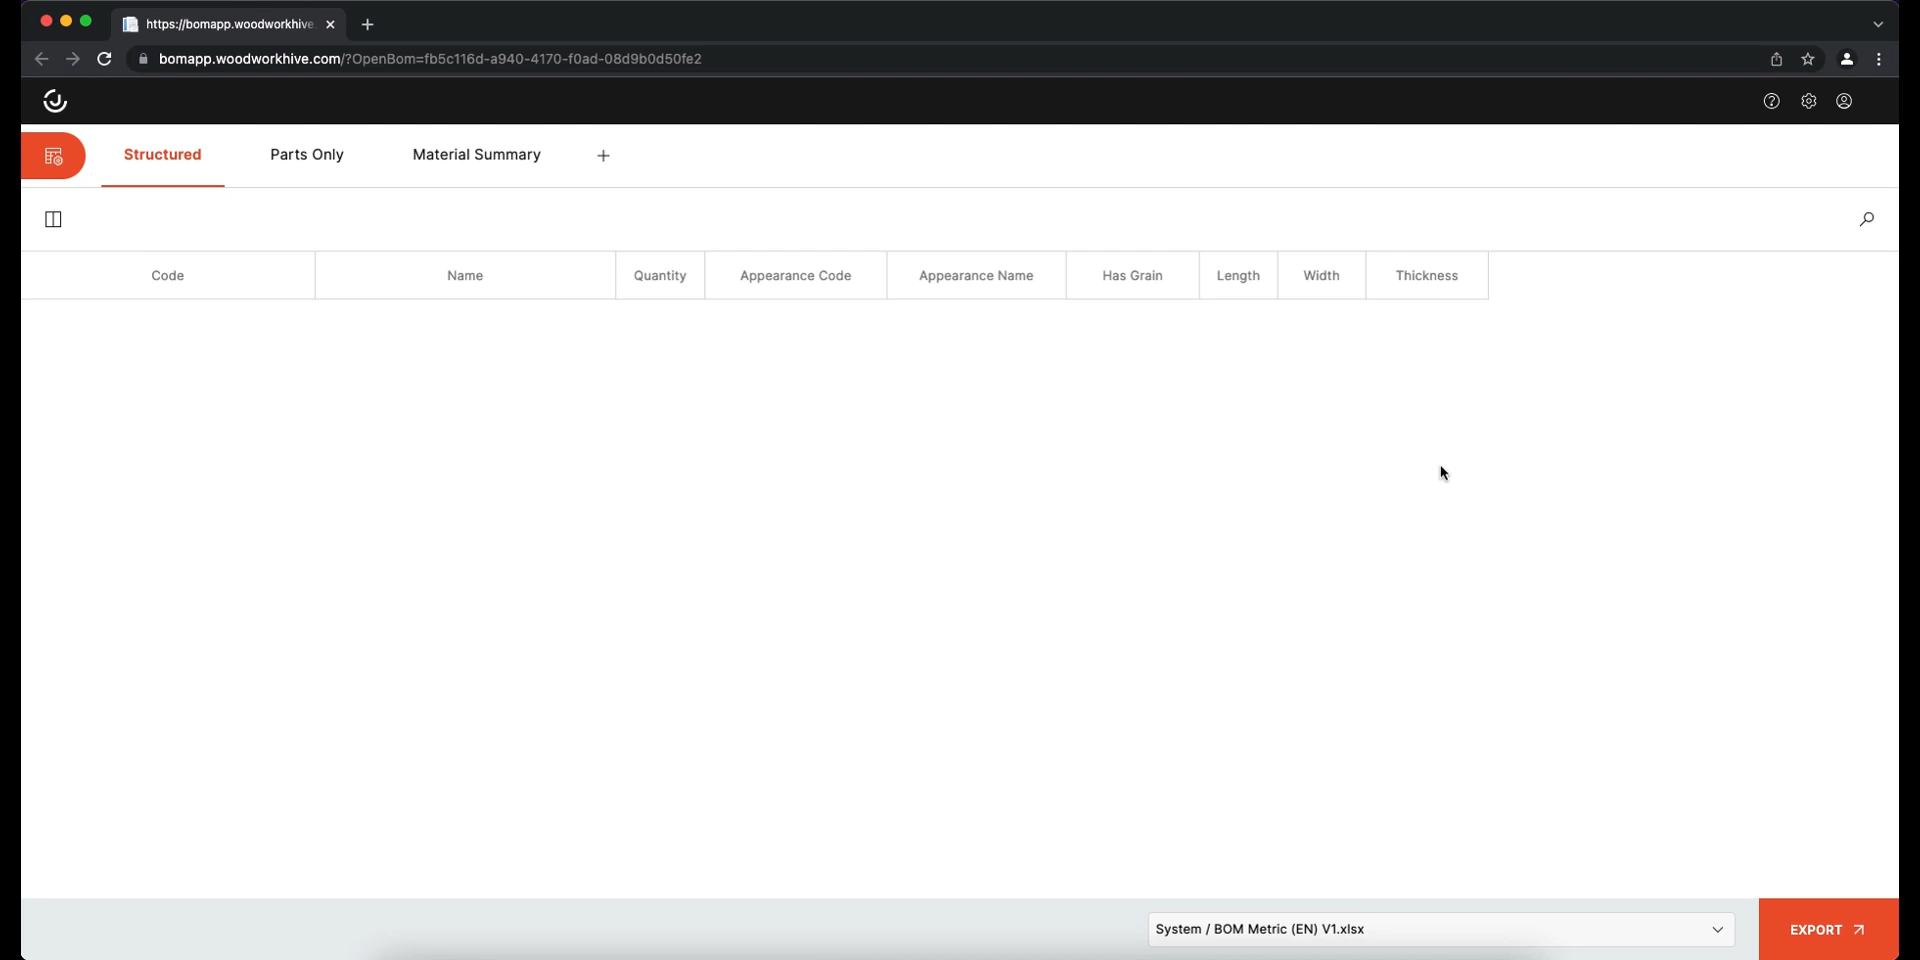 https://bomapp.woodworkhive.
bomapp.woodworkhive.com/?OpenBom=fb5c116d-a940-4170-f0ad-08d9b0d50fe2
Structured
Parts Only
Material Summary
Code
Name
Quantity
Appearance Code
Appearance Name
Has Grain
Length
Width
Thickness
System / BOM Metric (EN) V1.xlsx
EXPORT